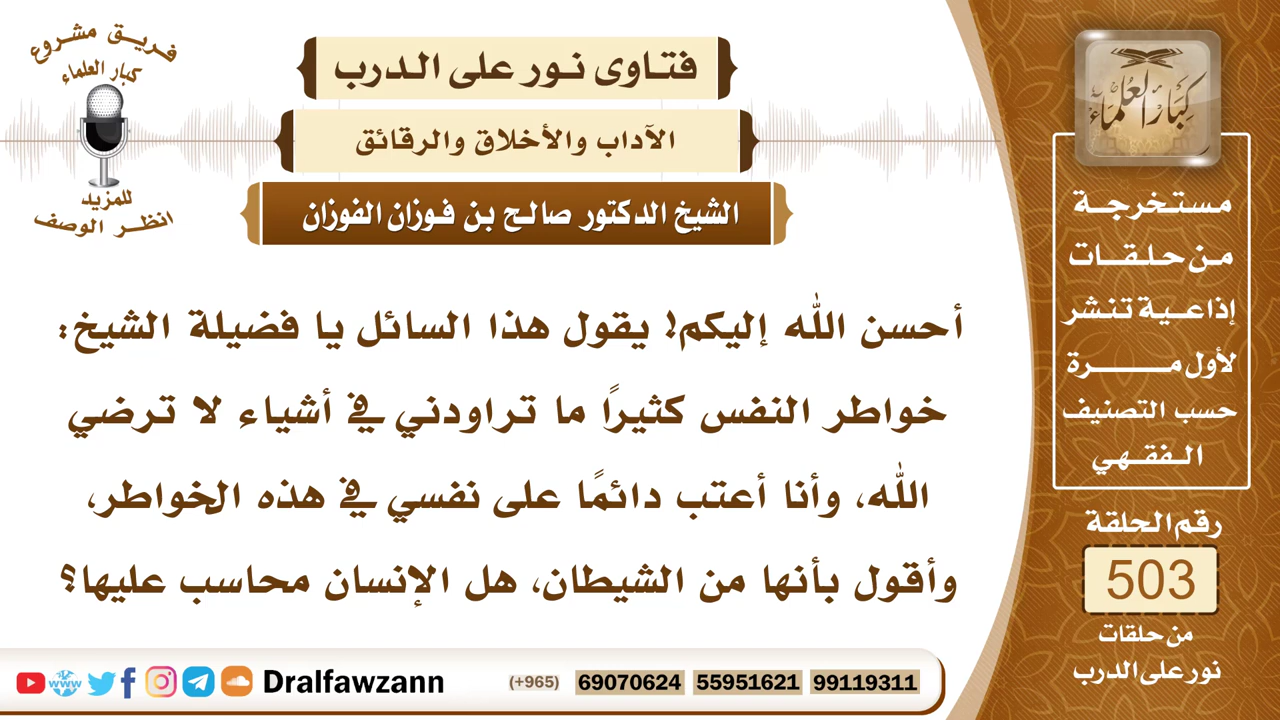 فريق مشروع
كبار العلماء
للمزيد
انظر الوصف
فتاوى نور على الدرب
الآداب والأخلاق والرقائق
الشيخ الدكتور صالح بن فوزان الفوزان
أحسن الله إليكم! يقول هذا السائل يا فضيلة الشيخ:
خواطر النفس كثيرًا ما تراودني في أشياء لا ترضي
الله، وأنا أعتب دائمًا على نفسي في هذه الخواطر،
وأقول بأنها من الشيطان، هل الإنسان محاسب عليها؟
كبار العلماء
مستخرجة
من حلقات
إذاعية تنشر
لأول مرة
حسب التصنيف
الفقهي
رقم الحلقة
503
من حلقات
نور على الدرب
www
Dralfawzann
(+965) 69070624 55951621 99119311